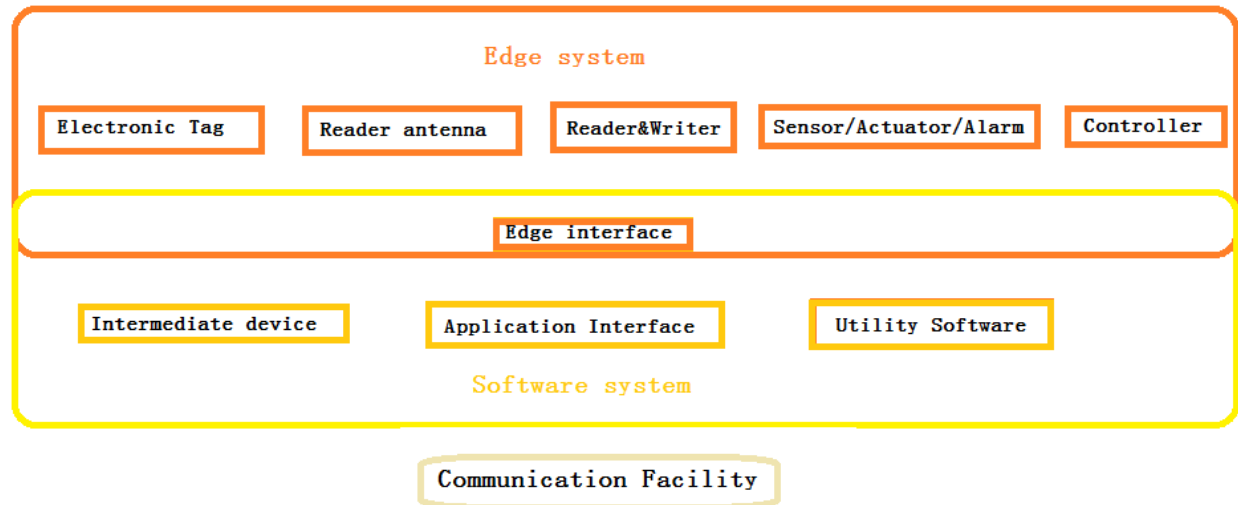 Edge system
Electronic Tag
Reader antenna
Reader&Writer
Sensor/Actuator/Alarm
Controller
Edge interface
Intermediate device
Application Interface
Utility Software
Software system
Communication Facility